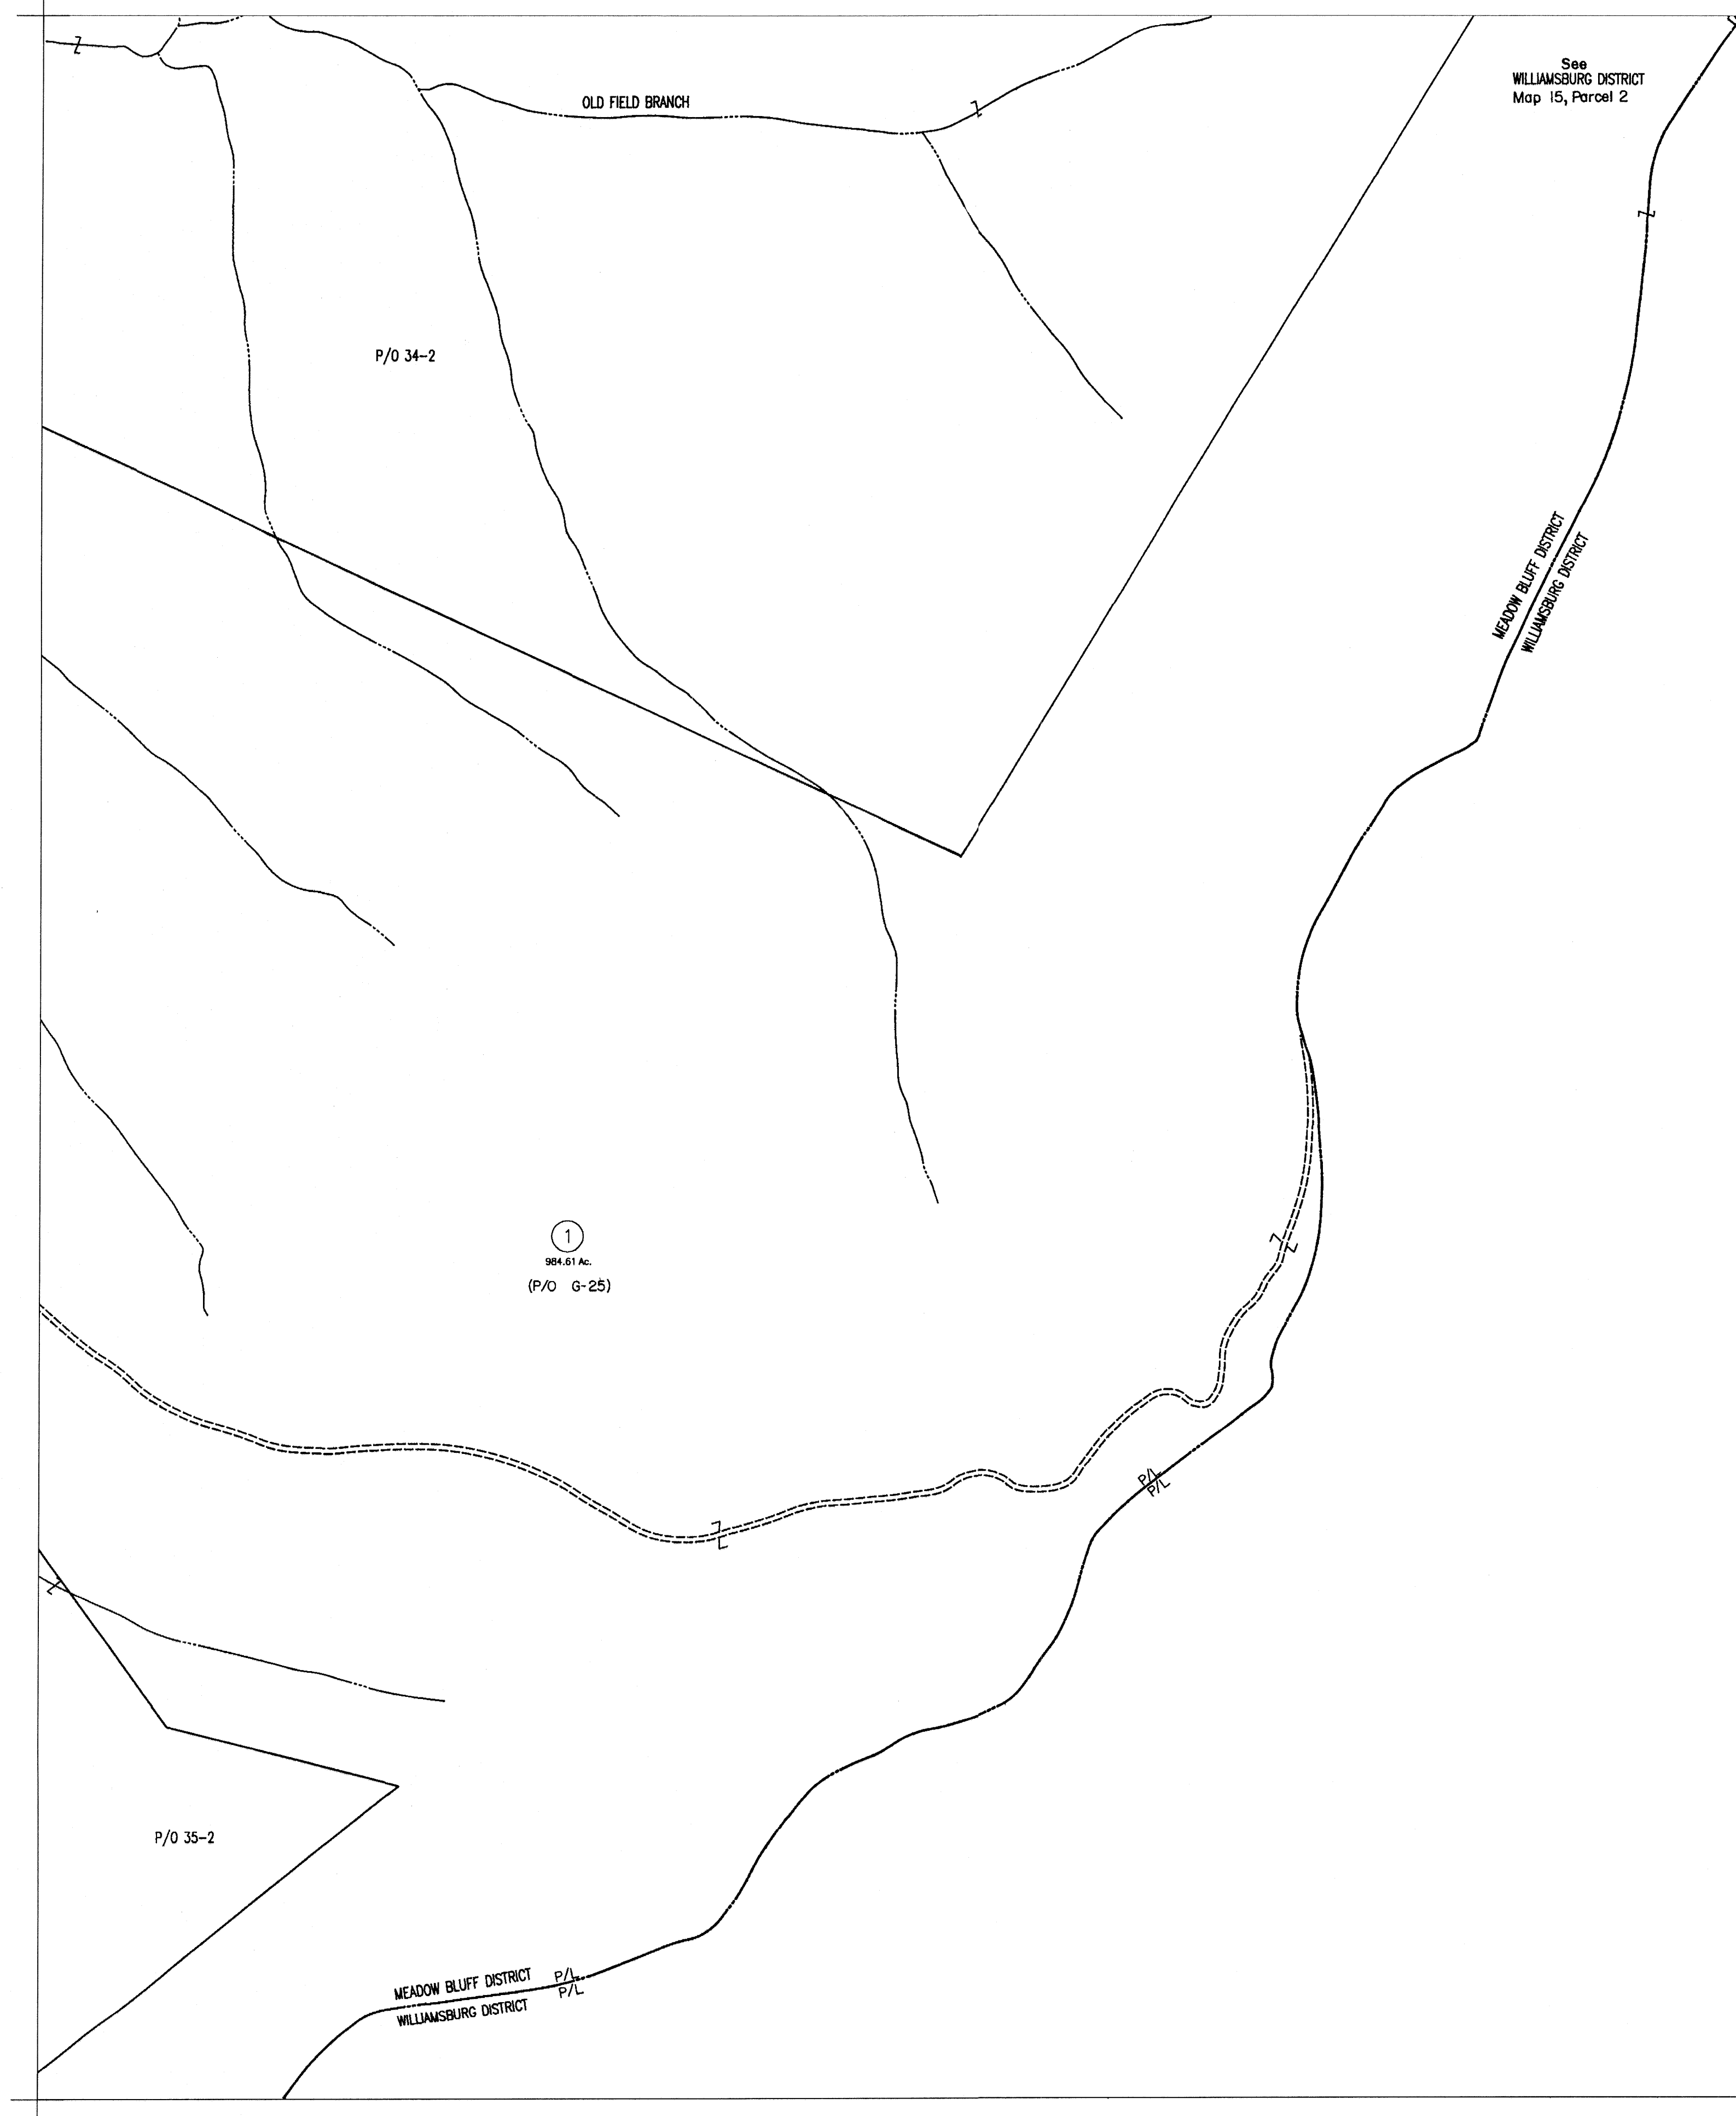 See
WILLIAMSBURG DISTRICT
Map 15, Parcel 2
OLD FIELD BRANCH
P/O 34-2
MEADOW BLUFF DISTRICT
WILLIAMSBURG DISTRICT
1
984.61 Ac.
(P/O G-25)
P/L
P/L
P/O 35-2
MEADOW BLUFF DISTRICT P/L
WILLIAMSBURG DISTRICT P/L